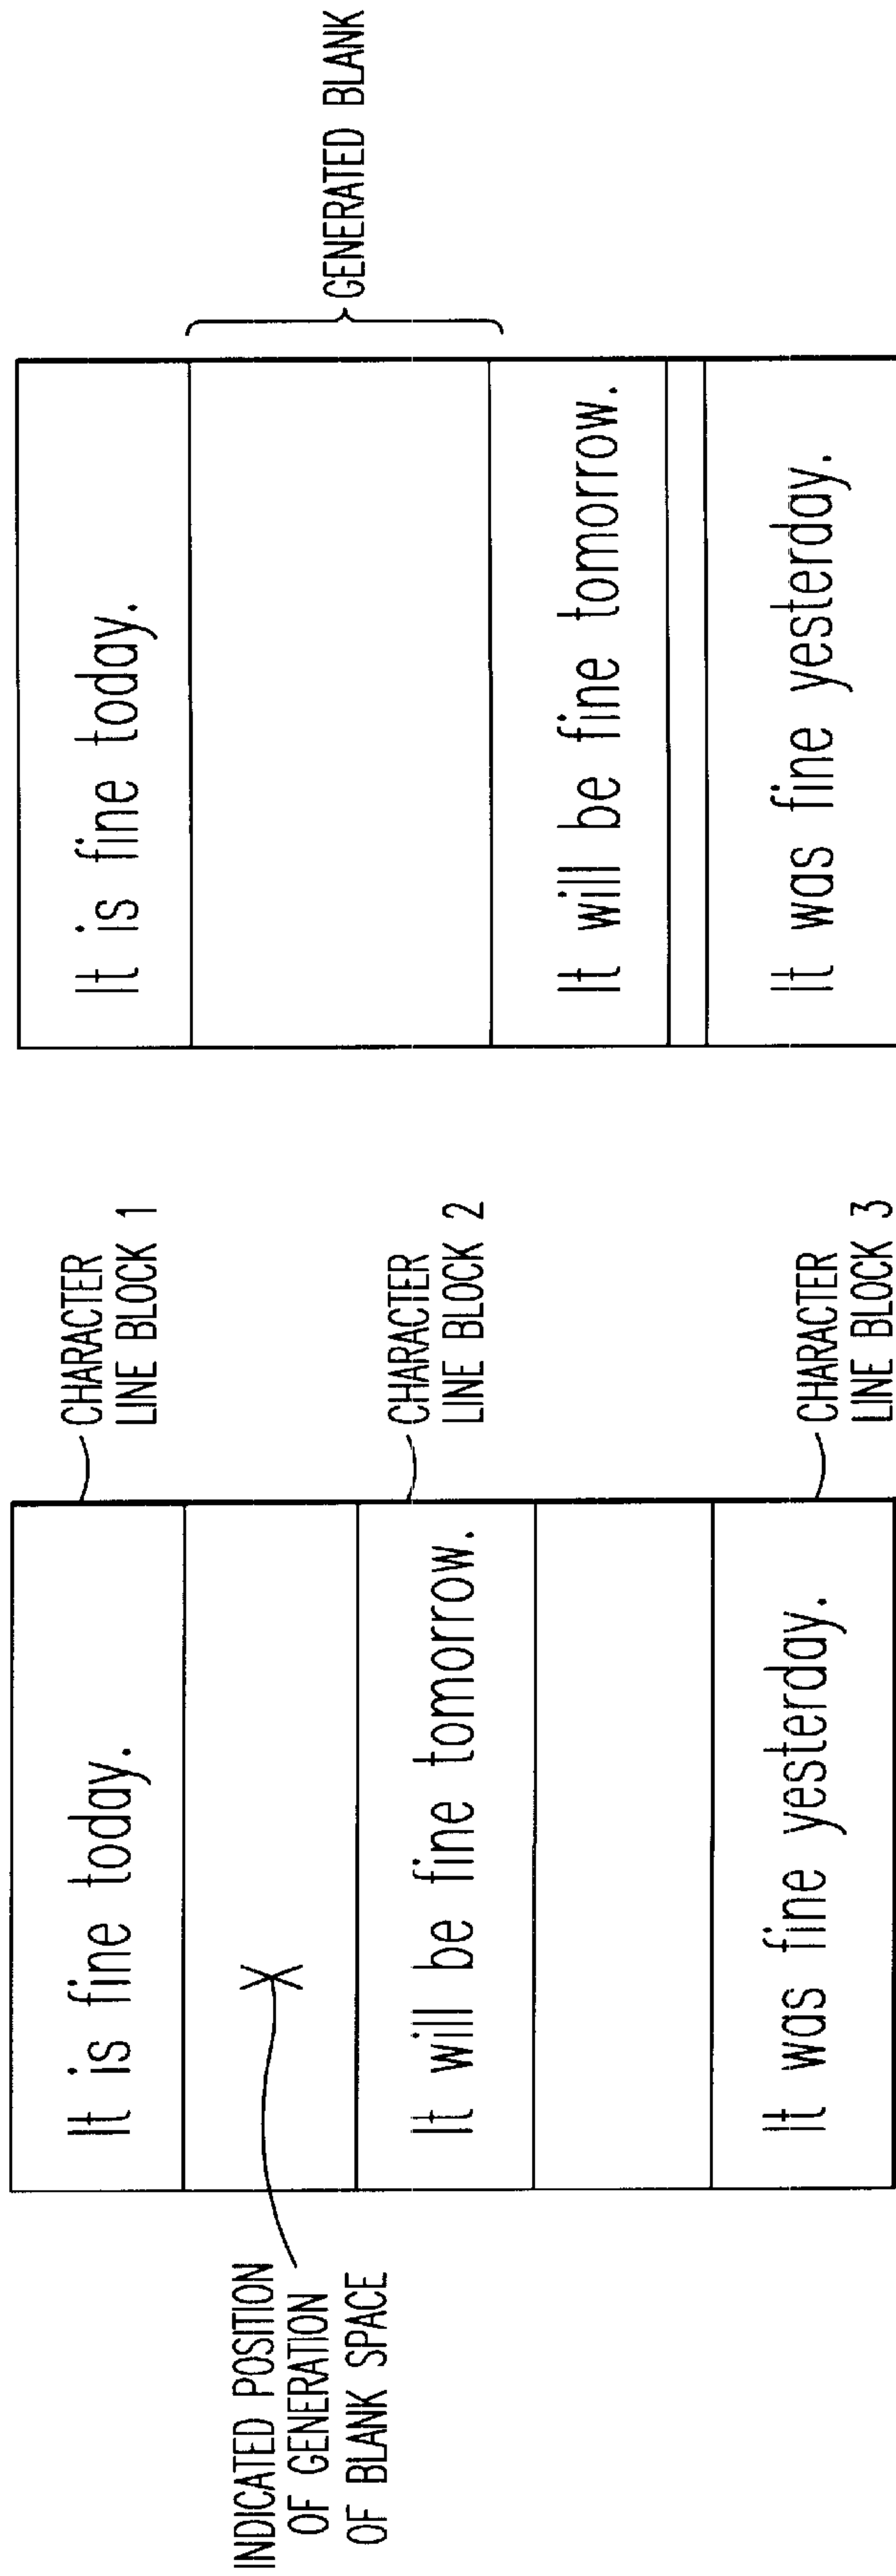 It is fine today.
CHARACTER
LINE BLOCK 1
INDICATED POSITION
OF GENERATION
OF BLANK SPACE
X
It will be fine tomorrow.
CHARACTER
LINE BLOCK 2
It was fine yesterday.
CHARACTER
LINE BLOCK 3
It is fine today.
GENERATED BLANK
It will be fine tomorrow.
It was fine yesterday.